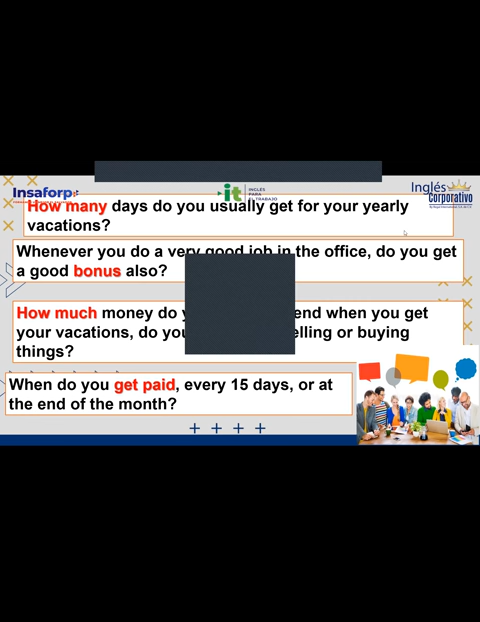 Insaforp
it INGLÉS
PARA
EL TRABAJO
Inglés
Corporativo
How many days do you usually get for your yearly
vacations?
Whenever you do a very good job in the office, do you get
a good bonus also?
How much money do when you get
your vacations, do or buying
things?
When do you get paid, every 15 days, or at
the end of the month?